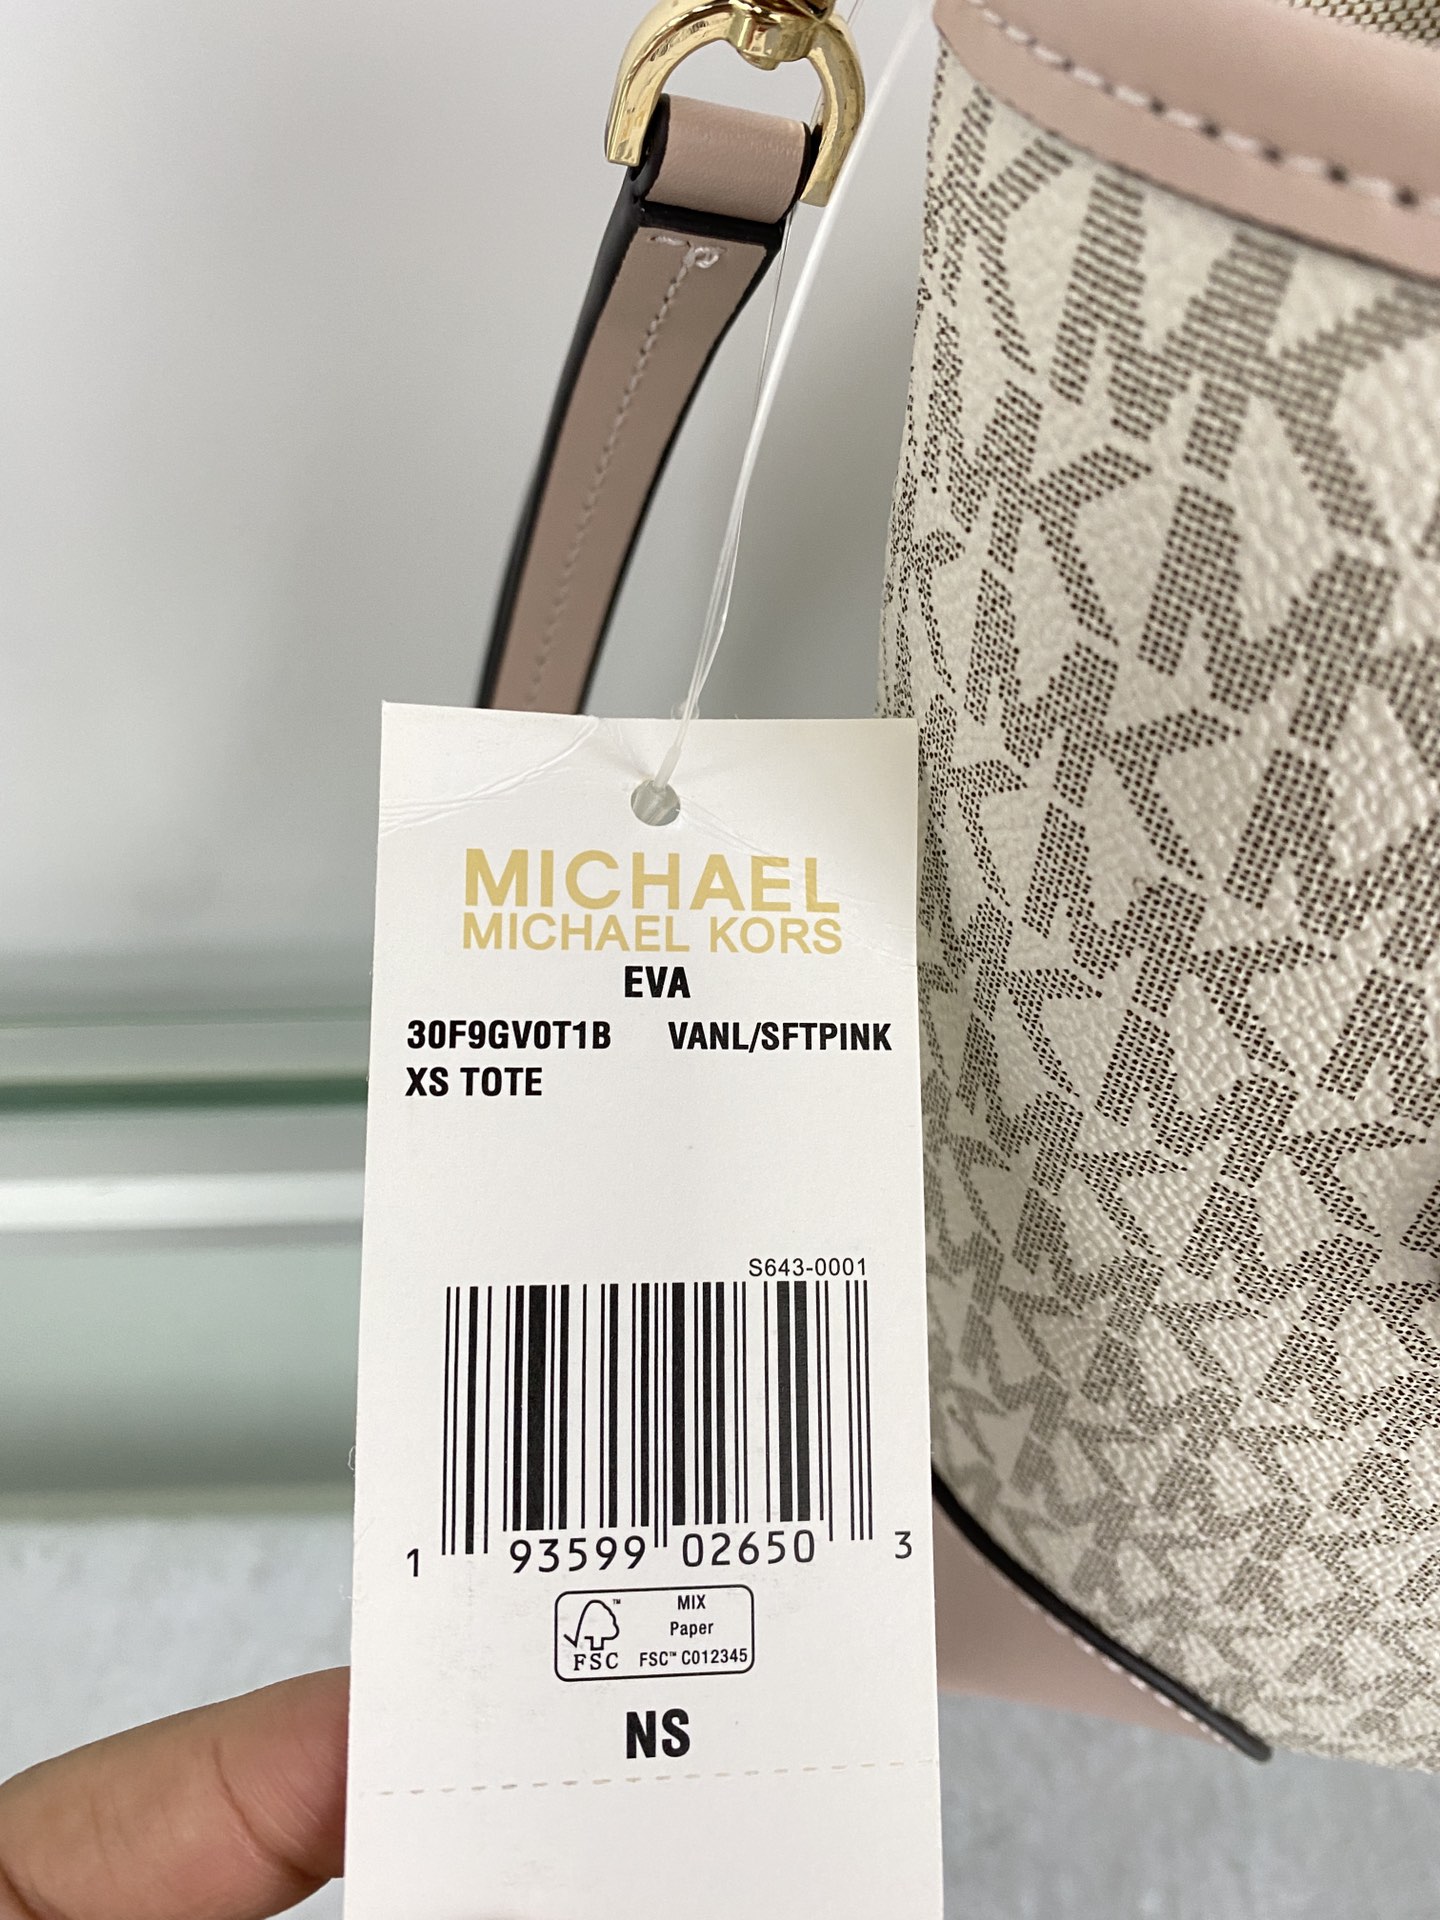 MICHAEL
MICHAEL KORS
EVA
30F9GV0T1B VANL/SFTPINK
XS TOTE
S643-0001
1 93599 02650 3
FSC™
MIX
Paper
FSC™ C012345
NS